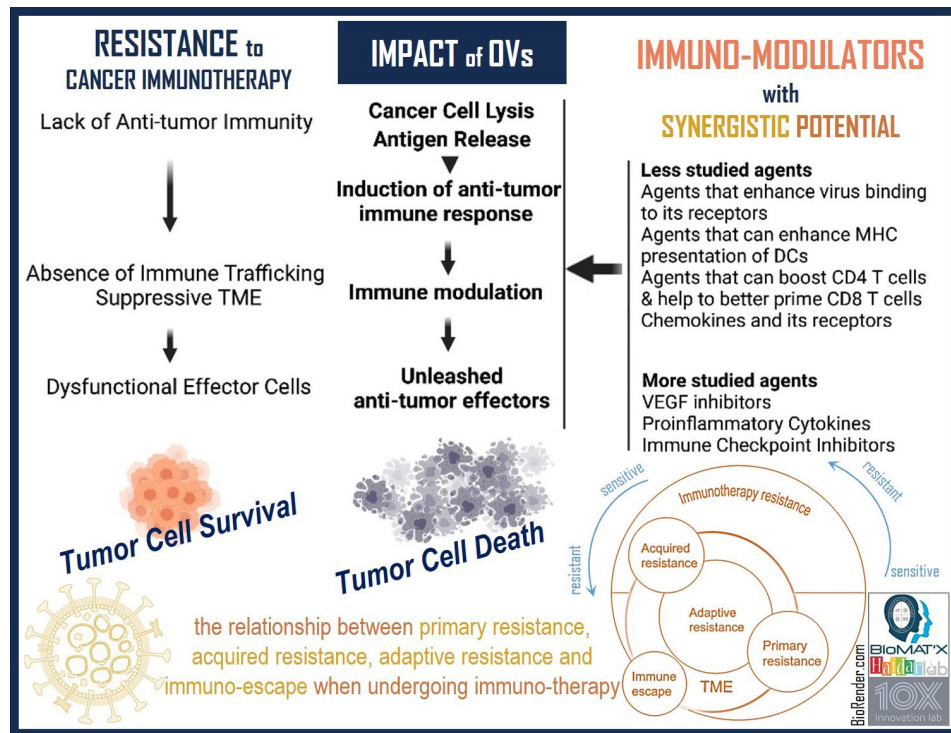 RESISTANCE to
CANCER IMMUNOTHERAPY
Lack of Anti-tumor Immunity
Absence of Immune Trafficking
Suppressive TME
Dysfunctional Effector Cells
Tumor Cell Survival
IMPACT of OVs
Cancer Cell Lysis
Antigen Release
Induction of anti-tumor
immune response
Immune modulation
Unleashed
anti-tumor effectors
Tumor Cell Death
IMMUNO-MODULATORS
with
SYNERGISTIC POTENTIAL
Less studied agents
Agents that enhance virus binding
to its receptors
Agents that can enhance MHC
presentation of DCs
Agents that can boost CD4 T cells
& help to better prime CD8 T cells
Chemokines and its receptors
More studied agents
VEGF inhibitors
Proinflammatory Cytokines
Immune Checkpoint Inhibitors
sensitive
resistant
Immunotherapy resistance
resistant
sensitive
Acquired
resistance
Adaptive
resistance
Primary
resistance
Immune
escape
TME
the relationship between primary resistance,
acquired resistance, adaptive resistance and
immuno-escape when undergoing immuno-therapy
BioRender.com
BIOMAT'X
Haidar lab
10X
innovation lab